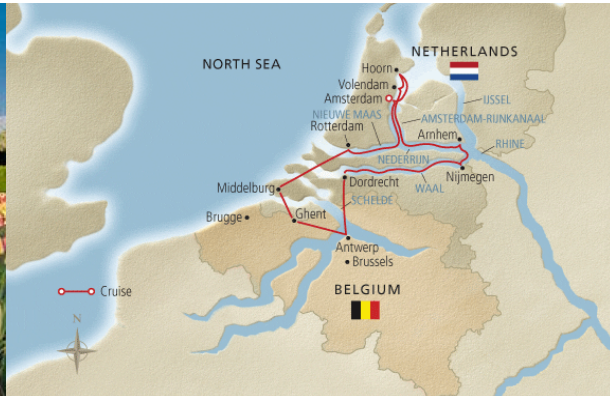 NORTH SEA
NETHERLANDS
Hoorn
Volendam
Amsterdam
IJSSEL
NIEUWE MAAS
AMSTERDAM-RIJNKANAAL
Rotterdam
Arnhem
RHINE
NEDERRIJN
Nijmegen
Dordrecht
WAAL
Middelburg
SCHELDE
Brugge
Ghent
Antwerp
Brussels
BELGIUM
Cruise
N